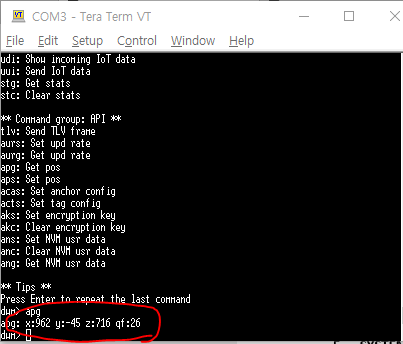 COM3 - Tera Term VT
File Edit Setup Control Window Help
udi: Show incoming IoT data
uui: Send IoT data
stg: Get stats
stc: Clear stats
** Command group: API **
tlv: Send TLV frame
aurs: Set upd rate
aurg: Get upd rate
apg: Get pos
aps: Set pos
acas: Set anchor config
acts: Set tag config
aks: Set encryption key
akc: Clear encryption key
ans: Set NVM usr data
anc: Clear NVM usr data
ang: Get NVM usr data
** Tips **
Press Enter to repeat the last command
dwm> apg
apg: x:962 y:-45 z:716 qf:26
dwm>